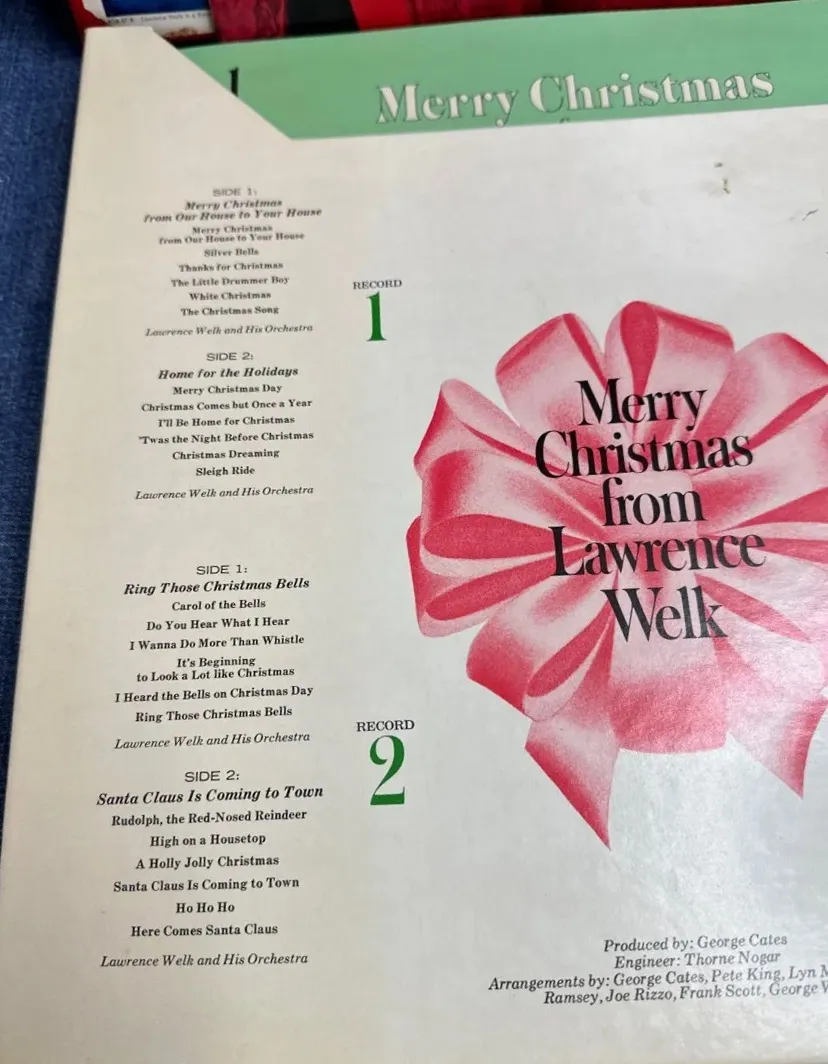 1
Merry Christmas
SIDE 1:
Merry Christmas
from Our House to Your House
Merry Christmas
from Our House to Your House
Silver Bells
Thanks for Christmas
The Little Drummer Boy
White Christmas
The Christmas Song
Lawrence Welk and His Orchestra
RECORD
1
SIDE 2:
Home for the Holidays
Merry Christmas Day
Christmas Comes but Once a Year
I'll Be Home for Christmas
'Twas the Night Before Christmas
Christmas Dreaming
Sleigh Ride
Lawrence Welk and His Orchestra
SIDE 1:
Ring Those Christmas Bells
Carol of the Bells
Do You Hear What I Hear
I Wanna Do More Than Whistle
It's Beginning
to Look a Lot like Christmas
I Heard the Bells on Christmas Day
Ring Those Christmas Bells
Lawrence Welk and His Orchestra
RECORD
2
SIDE 2:
Santa Claus Is Coming to Town
Rudolph, the Red-Nosed Reindeer
High on a Housetop
A Holly Jolly Christmas
Santa Claus Is Coming to Town
Ho Ho Ho
Here Comes Santa Claus
Lawrence Welk and His Orchestra
Merry
Christmas
from
Lawrence
Welk
Produced by: George Cates
Engineer: Thorne Nogar
Arrangements by: George Cates, Pete King, Lyn
Ramsey, Joe Rizzo, Frank Scott, George